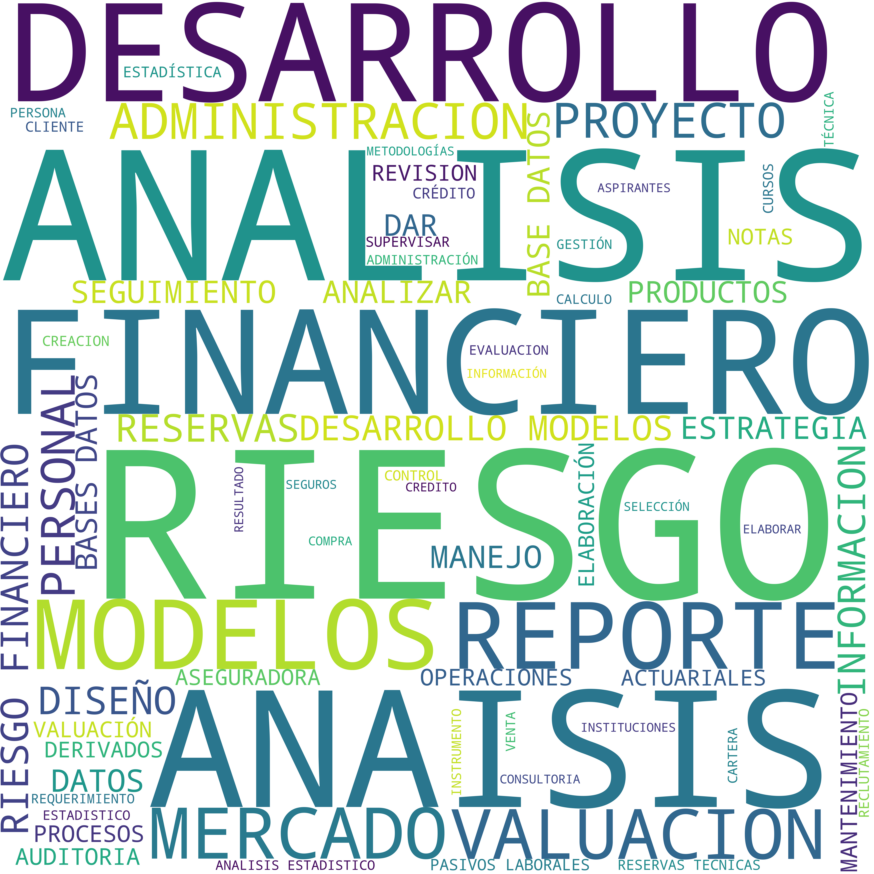 DESARROLLO
ESTADÍSTICA
PERSONA
CLIENTE
ADMINISTRACION
PROYECTO
TÉCNICA
BASE DATOS
METODOLOGÍAS
REVISION
CRÉDITO
ASPIRANTES
CURSOS
ANALISIS
DAR
SUPERVISAR
ADMINISTRACIÓN
GESTIÓN
NOTAS
SEGUIMIENTO
ANALIZAR
CALCULO
PRODUCTOS
FINANCIERO
CREACION
EVALUACION
INFORMACIÓN
PERSONAL
BASES DATOS
RESERVAS
DESARROLLO MODELOS
ESTRATEGIA
RIESGO FINANCIERO
RIESGO
RESULTADO
SEGUROS
CONTROL
CREDITO
COMPRA
MANEJO
ELABORACIÓN
SELECCIÓN
ELABORAR
INFORMACION
MODELOS
REPORTE
ASEGURADORA
OPERACIONES
ACTUARIALES
DISEÑO
VALUACIÓN
DERIVADOS
DATOS
REQUERIMIENTO
ESTADISTICO
PROCESOS
AUDITORIA
ANAISIS
INSTRUMENTO
VENTA
INSTITUCIONES
CONSULTORIA
CARTERA
MANTENIMIENTO
RECLUTAMIENTO
MERCADO
VALUACION
ANALISIS ESTADISTICO
PASIVOS LABORALES
RESERVAS TECNICAS